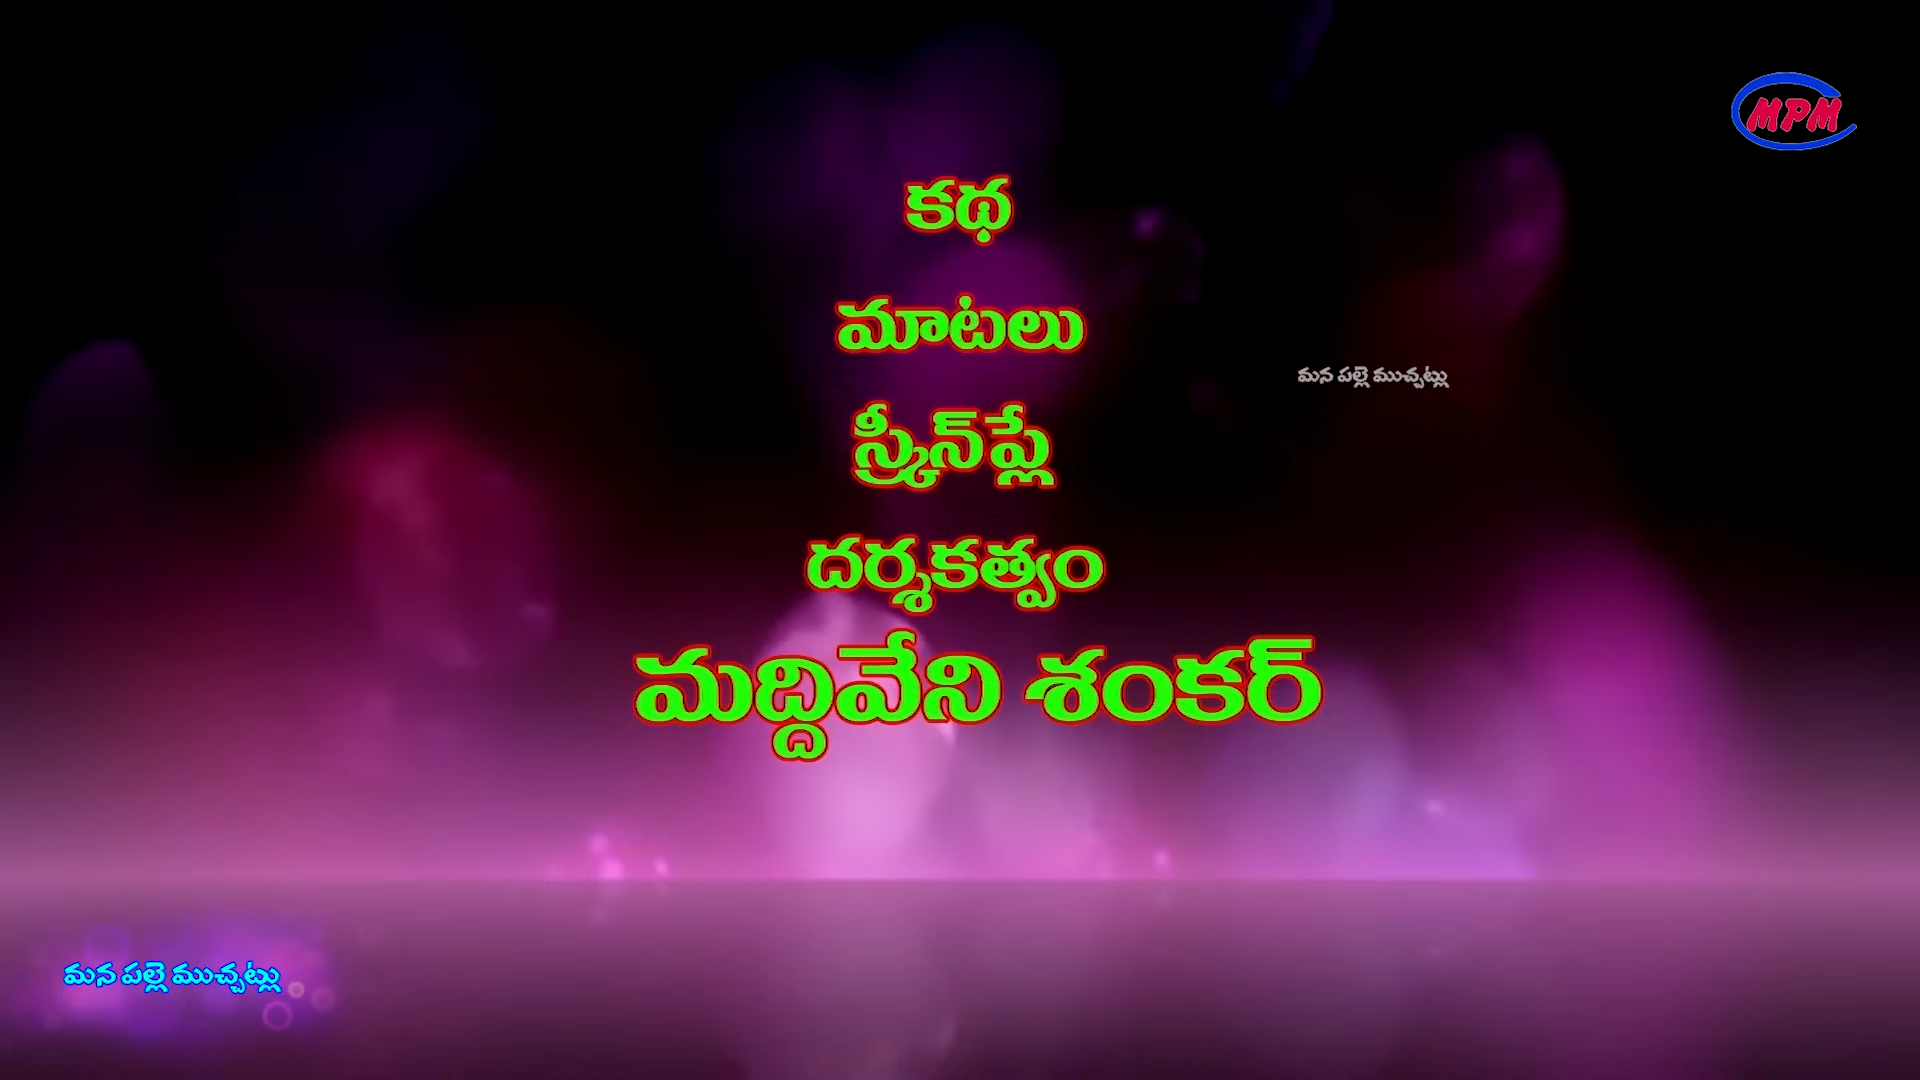 MPM
కథ
మాటలు
మన పల్లె ముచ్చట్లు
స్క్రీన్‌ప్లే
దర్శకత్వం
మద్దివేని శంకర్
మన పల్లె ముచ్చట్లు